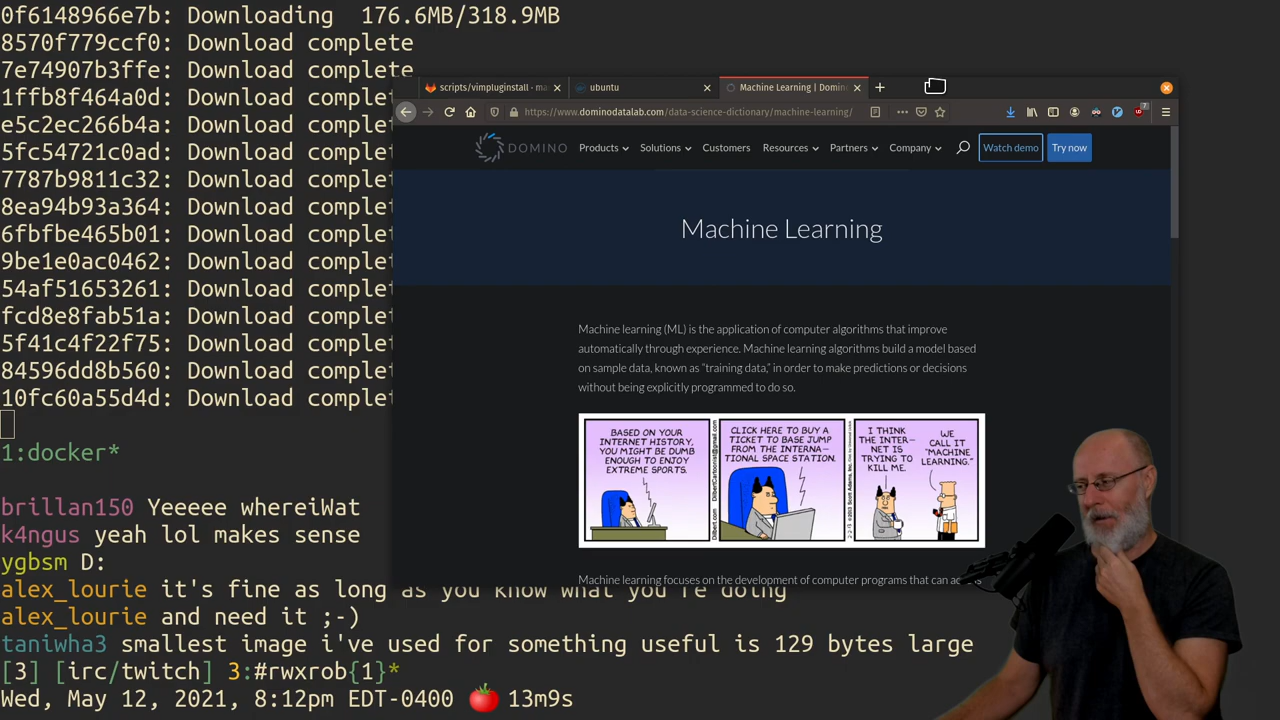 0f6148966e7b: Downloading  176.6MB/318.9MB
8570f779ccf0: Download complete
7e74907b3ffe: Download complete
1ffb8f464a0d: Download complet
e5c2ec266b4a: Download complet
5fc54721c0ad: Download complet
7787b9811c32: Download complet
8ea94b93a364: Download complet
6fbfbe465b01: Download complet
9be1e0ac0462: Download complet
54af51653261: Download complet
fcd8e8fab51a: Download complet
5f41c4f22f75: Download complet
84596dd8b560: Download complet
10fc60a55d4d: Download complet
1:docker*
scripts/vimpluginstall - ma
ubuntu
Machine Learning | Domin
https://www.dominodatalab.com/data-science-dictionary/machine-learning/
7
DOMINO
Products
Solutions
Customers
Resources
Partners
Company
Watch demo
Try now
Machine Learning
Machine learning (ML) is the application of computer algorithms that improve
automatically through experience. Machine learning algorithms build a model based
on sample data, known as "training data," in order to make predictions or decisions
without being explicitly programmed to do so.
BASED ON YOUR
INTERNET HISTORY,
YOU MIGHT BE DUMB
ENOUGH TO ENJOY
EXTREME SPORTS.
CLICK HERE TO BUY A
TICKET TO BASE JUMP
FROM THE INTERNA-
TIONAL SPACE STATION.
I THINK
THE INTER-
NET IS
TRYING TO
KILL ME.
WE
CALL IT
"MACHINE
LEARNING."
Dilbert.com DilbertCartoonist@gmail.com
Machine learning focuses on the development of computer programs that can
brillan150 Yeeeee whereiWat
k4ngus yeah lol makes sense
ygbsm D:
alex_lourie it's fine as long as you know what you're doing
alex_lourie and need it ;-)
taniwha3 smallest image i've used for something useful is 129 bytes large
[3] [irc/twitch] 3:#rwxrob{1}*
Wed, May 12, 2021, 8:12pm EDT-0400 🍅 13m9s